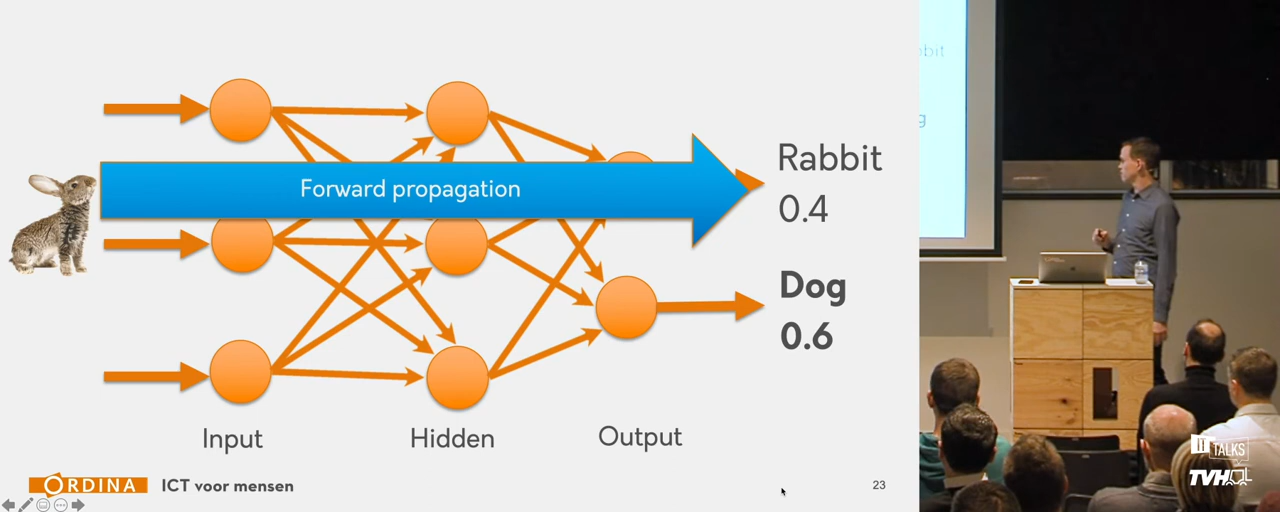 Forward propagation
Rabbit
0.4
Dog
0.6
Input
Hidden
Output
ORDINA
ICT voor mensen
23
IT
TALKS
TVH